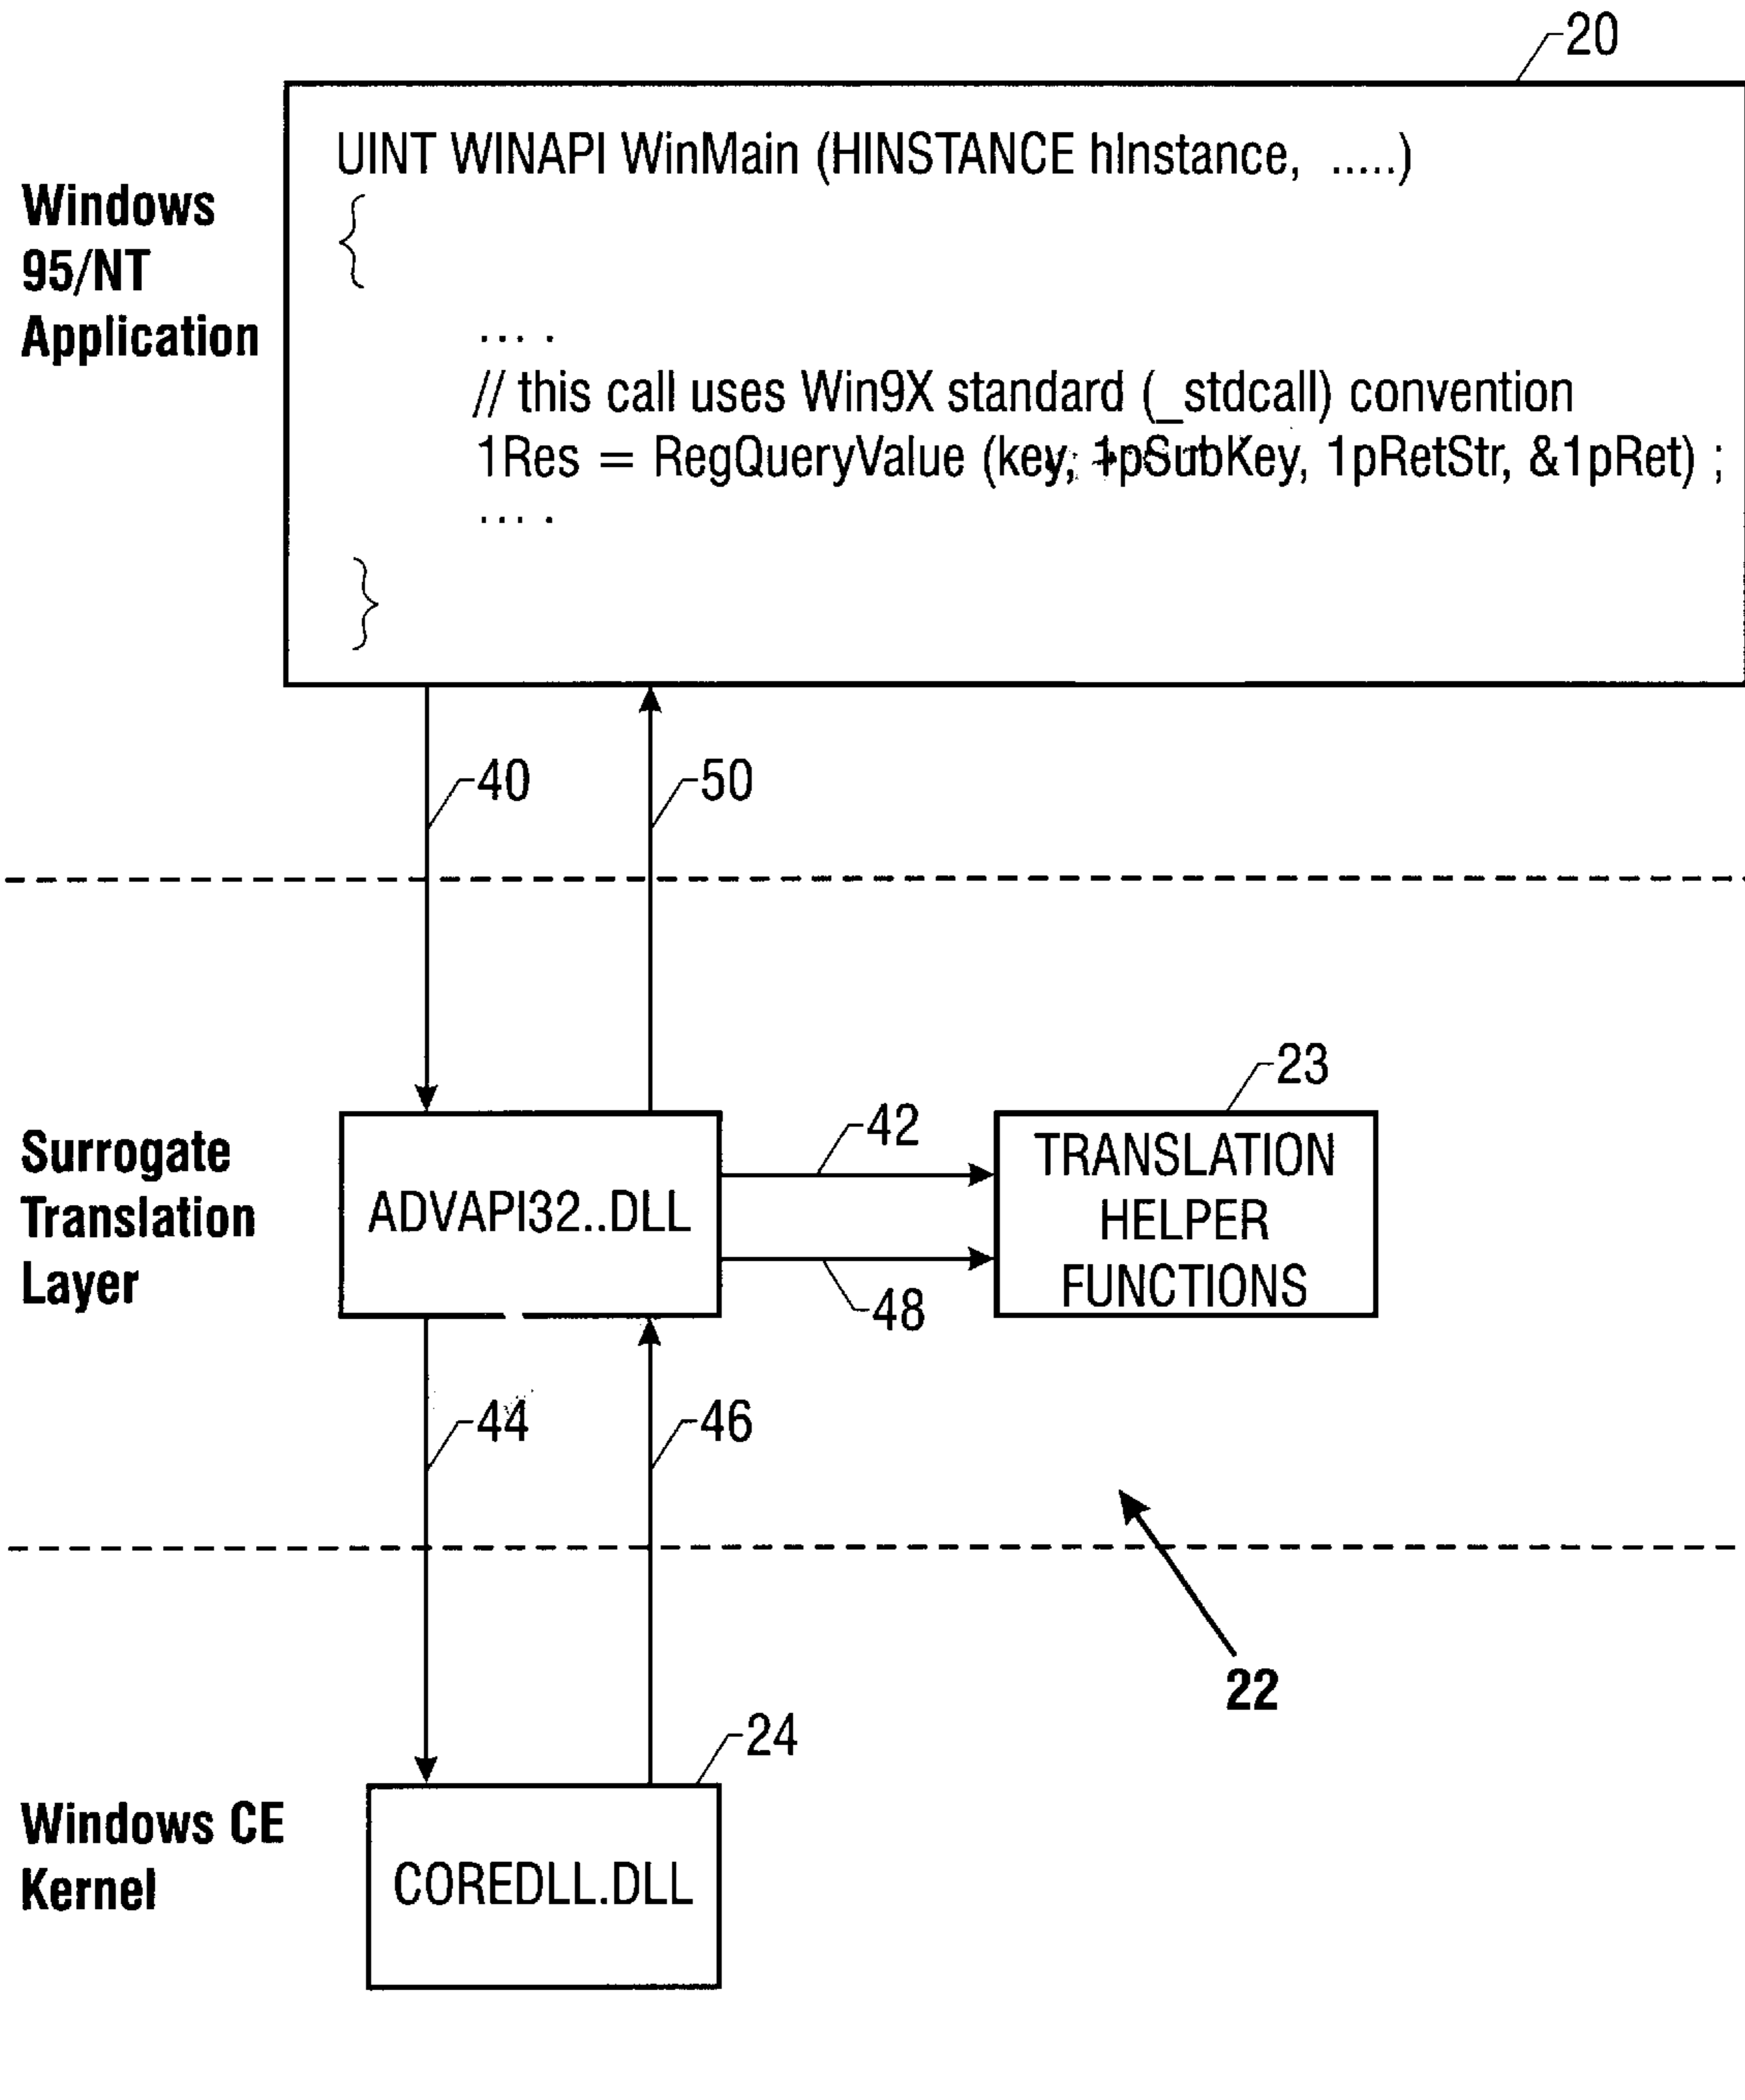 20
UINT WINAPI WinMain (HINSTANCE hInstance, .....)
{
.... 
// this call uses Win9X standard (_stdcall) convention
1Res = RegQueryValue (key, 1pSubKey, 1pRetStr, &1pRet) ;
....
}
Windows
95/NT
Application
40
50
23
Surrogate
Translation
Layer
ADVAPI32..DLL
42
48
TRANSLATION
HELPER
FUNCTIONS
44
46
22
24
Windows CE
Kernel
COREDLL.DLL